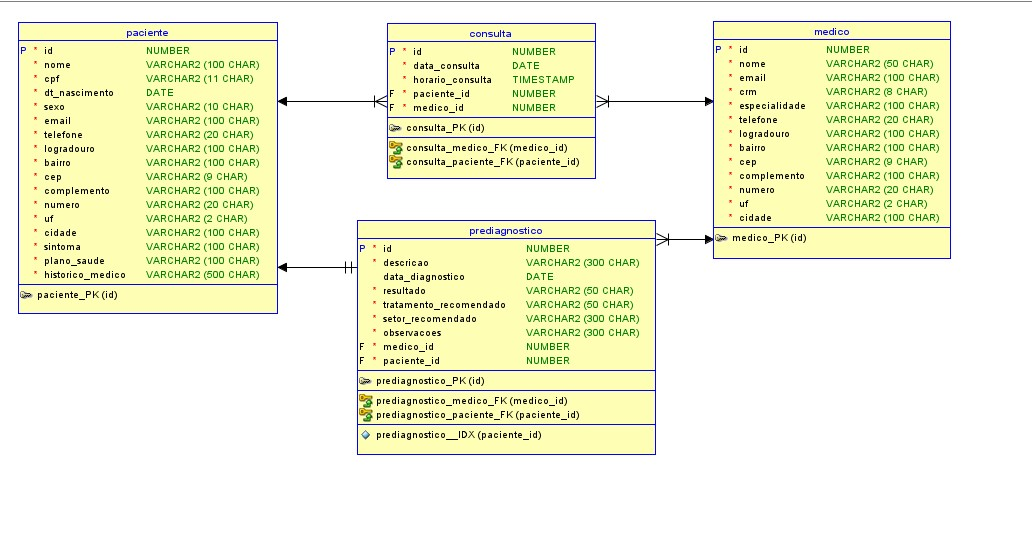 paciente
P * id NUMBER
* nome VARCHAR2 (100 CHAR)
* cpf VARCHAR2 (11 CHAR)
* dt_nascimento DATE
* sexo VARCHAR2 (10 CHAR)
* email VARCHAR2 (100 CHAR)
* telefone VARCHAR2 (20 CHAR)
* logradouro VARCHAR2 (100 CHAR)
* bairro VARCHAR2 (100 CHAR)
* cep VARCHAR2 (9 CHAR)
* complemento VARCHAR2 (100 CHAR)
* numero VARCHAR2 (20 CHAR)
* uf VARCHAR2 (2 CHAR)
* cidade VARCHAR2 (100 CHAR)
* sintoma VARCHAR2 (100 CHAR)
* plano_saude VARCHAR2 (100 CHAR)
* historico_medico VARCHAR2 (500 CHAR)
paciente_PK (id)
consulta
P * id NUMBER
* data_consulta DATE
* horario_consulta TIMESTAMP
F * paciente_id NUMBER
F * medico_id NUMBER
consulta_PK (id)
consulta_medico_FK (medico_id)
consulta_paciente_FK (paciente_id)
medico
P * id NUMBER
* nome VARCHAR2 (50 CHAR)
* email VARCHAR2 (100 CHAR)
* crm VARCHAR2 (8 CHAR)
* especialidade VARCHAR2 (100 CHAR)
* telefone VARCHAR2 (20 CHAR)
* logradouro VARCHAR2 (100 CHAR)
* bairro VARCHAR2 (100 CHAR)
* cep VARCHAR2 (9 CHAR)
* complemento VARCHAR2 (100 CHAR)
* numero VARCHAR2 (20 CHAR)
* uf VARCHAR2 (2 CHAR)
* cidade VARCHAR2 (100 CHAR)
medico_PK (id)
prediagnostico
P * id NUMBER
* descricao VARCHAR2 (300 CHAR)
data_diagnostico DATE
* resultado VARCHAR2 (50 CHAR)
* tratamento_recomendado VARCHAR2 (50 CHAR)
* setor_recomendado VARCHAR2 (300 CHAR)
* observacoes VARCHAR2 (300 CHAR)
F * medico_id NUMBER
F * paciente_id NUMBER
prediagnostico_PK (id)
prediagnostico_medico_FK (medico_id)
prediagnostico_paciente_FK (paciente_id)
prediagnostico__IDX (paciente_id)